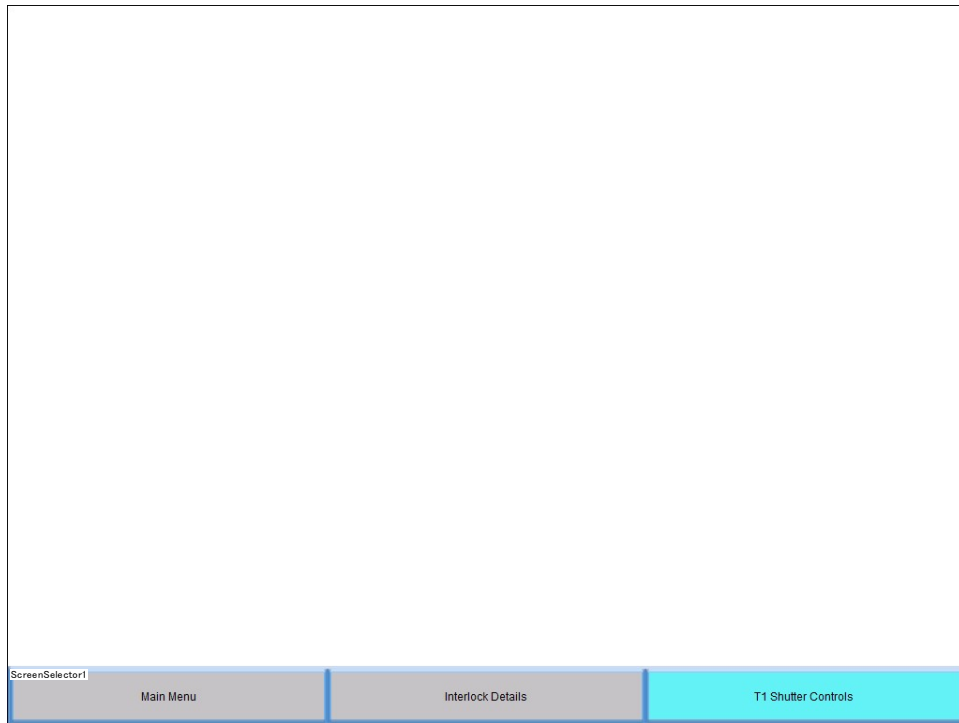 ScreenSelector1
Main Menu
Interlock Details
T1 Shutter Controls